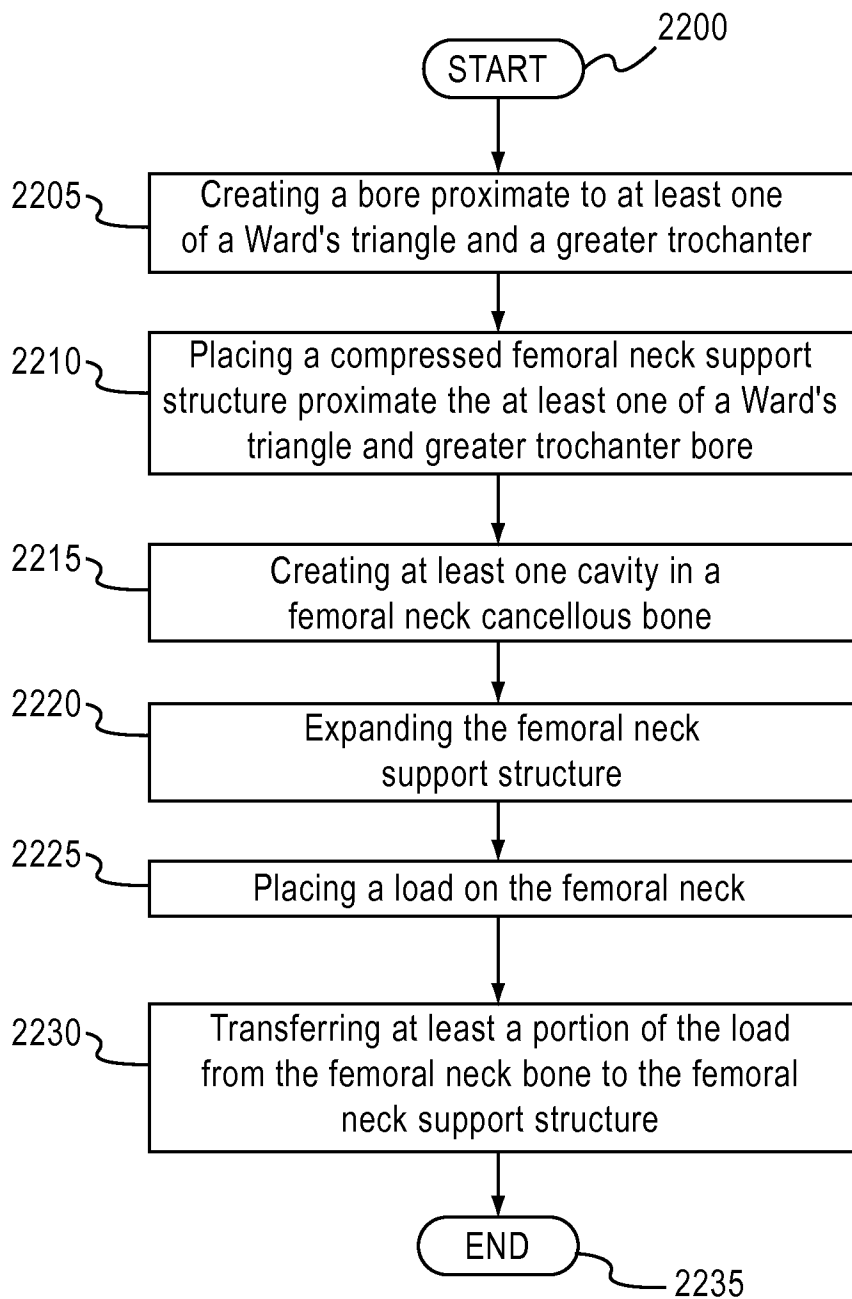 2200
START
2205
Creating a bore proximate to at least one
of a Ward's triangle and a greater trochanter
2210
Placing a compressed femoral neck support
structure proximate the at least one of a Ward's
triangle and greater trochanter bore
2215
Creating at least one cavity in a
femoral neck cancellous bone
2220
Expanding the femoral neck
support structure
2225
Placing a load on the femoral neck
2230
Transferring at least a portion of the load
from the femoral neck bone to the femoral
neck support structure
END
2235